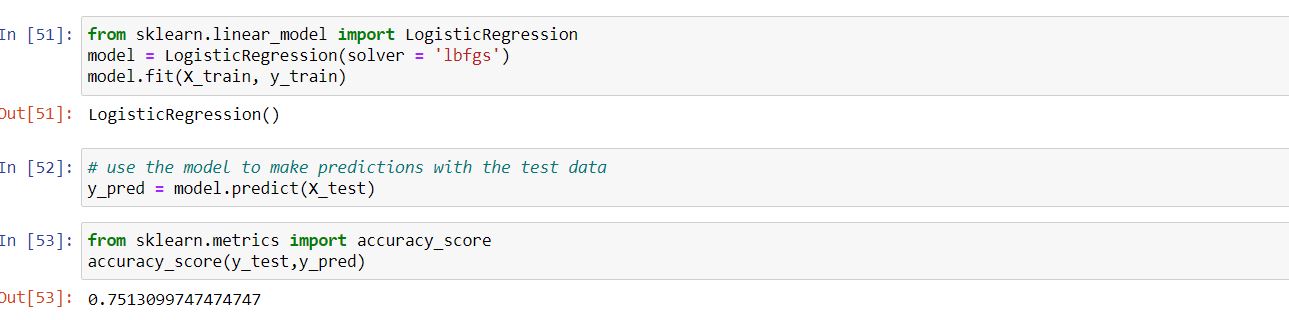 In [51]: from sklearn.linear_model import LogisticRegression
model = LogisticRegression(solver = 'lbfgs')
model.fit(X_train, y_train)
Out[51]: LogisticRegression()
In [52]: # use the model to make predictions with the test data
y_pred = model.predict(X_test)
In [53]: from sklearn.metrics import accuracy_score
accuracy_score(y_test,y_pred)
Out[53]: 0.7513099747474747